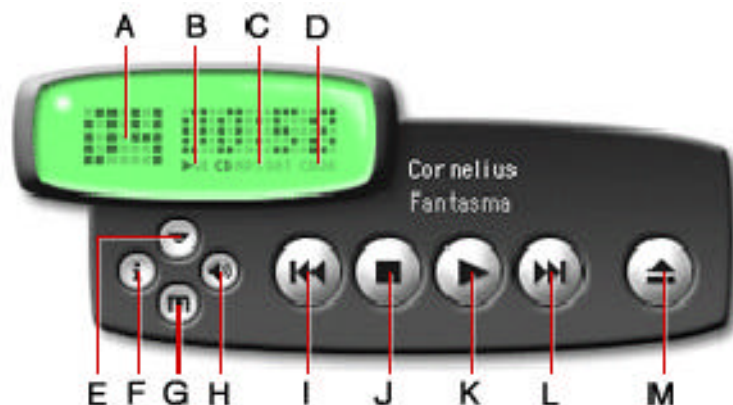 A B C D
04 00 53
CD
Cornelius
Fantasma
i
m
E F G H I J K L M